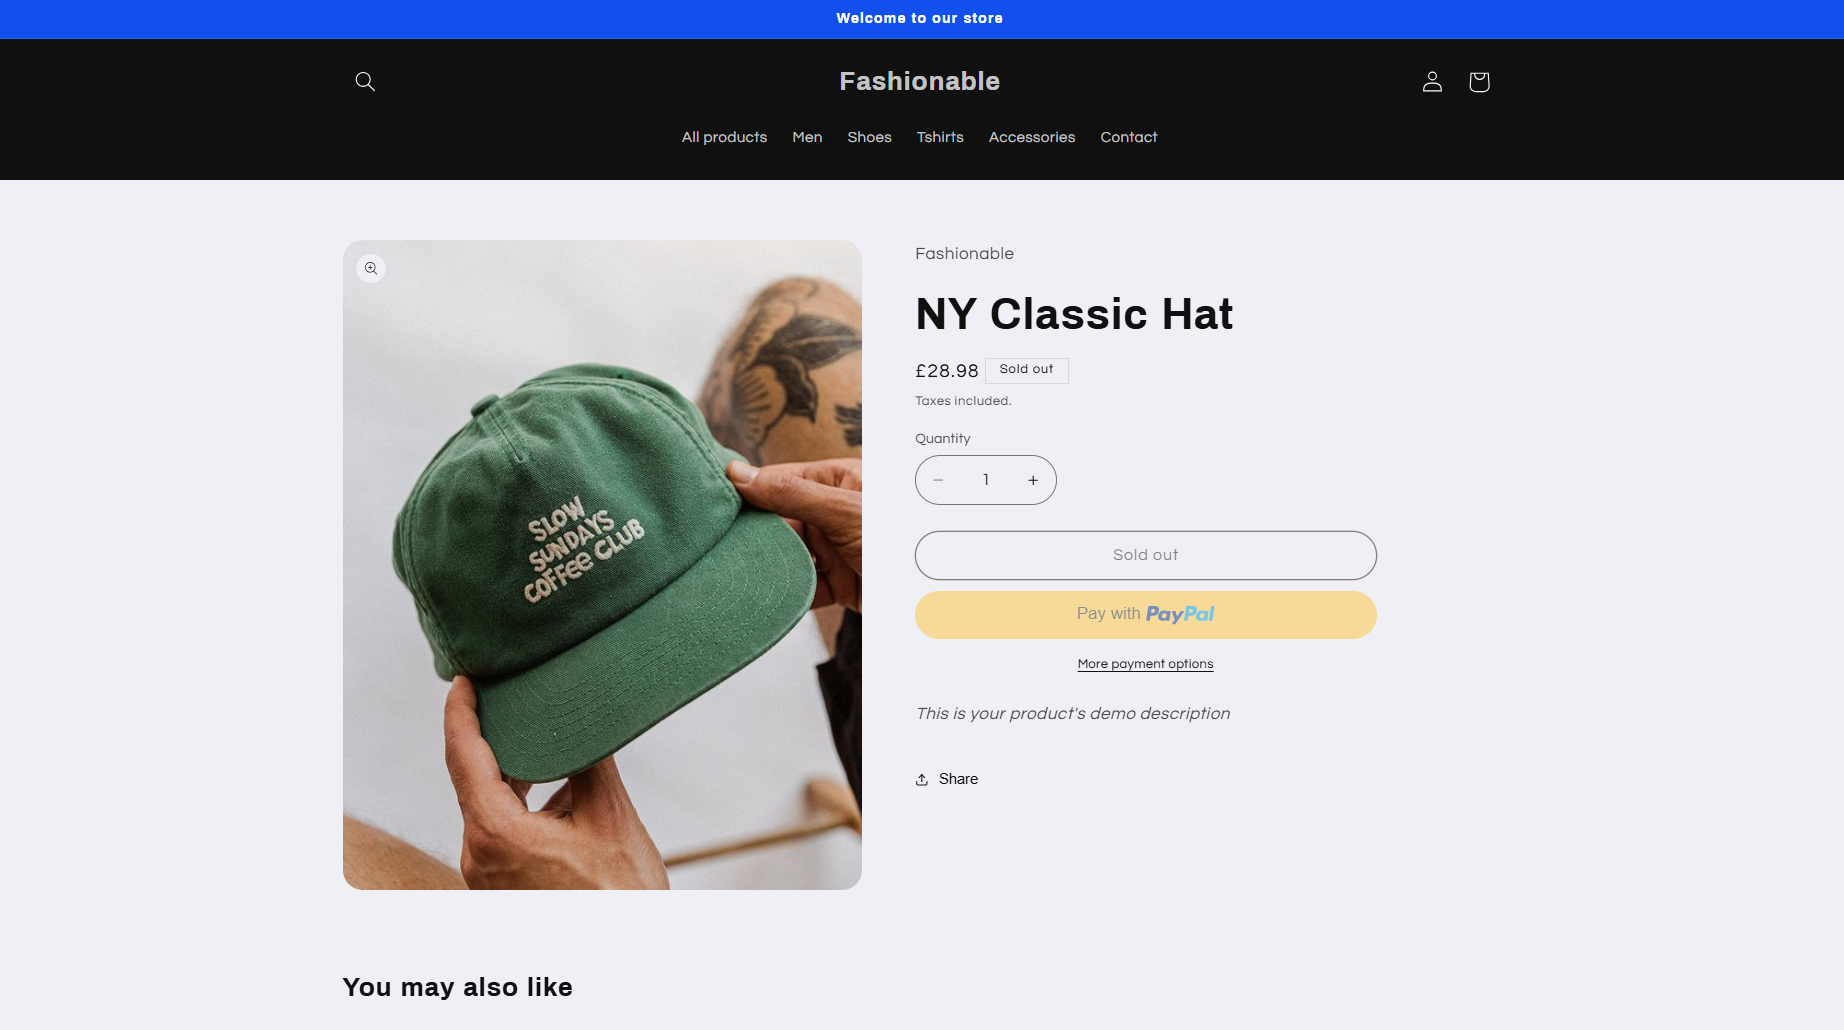 Welcome to our store
Fashionable
All products Men Shoes Tshirts Accessories Contact
Fashionable
NY Classic Hat
£28.98 Sold out
Taxes included.
Quantity
1
Sold out
Pay with PayPal
More payment options
This is your product's demo description
Share
SLOW
SUNDAYS
COFFEE CLUB
You may also like